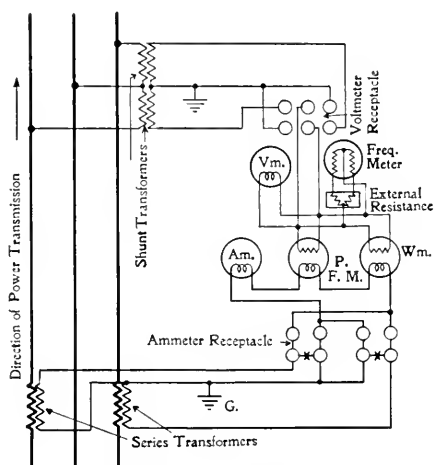 Voltmeter
Receptacle
Vm.
Freq.
Meter
External
Resistance
Shunt Transformers
Direction of Power Transmission
Am.
P.
F. M.
Wm.
Ammeter Receptacle
G.
Series Transformers